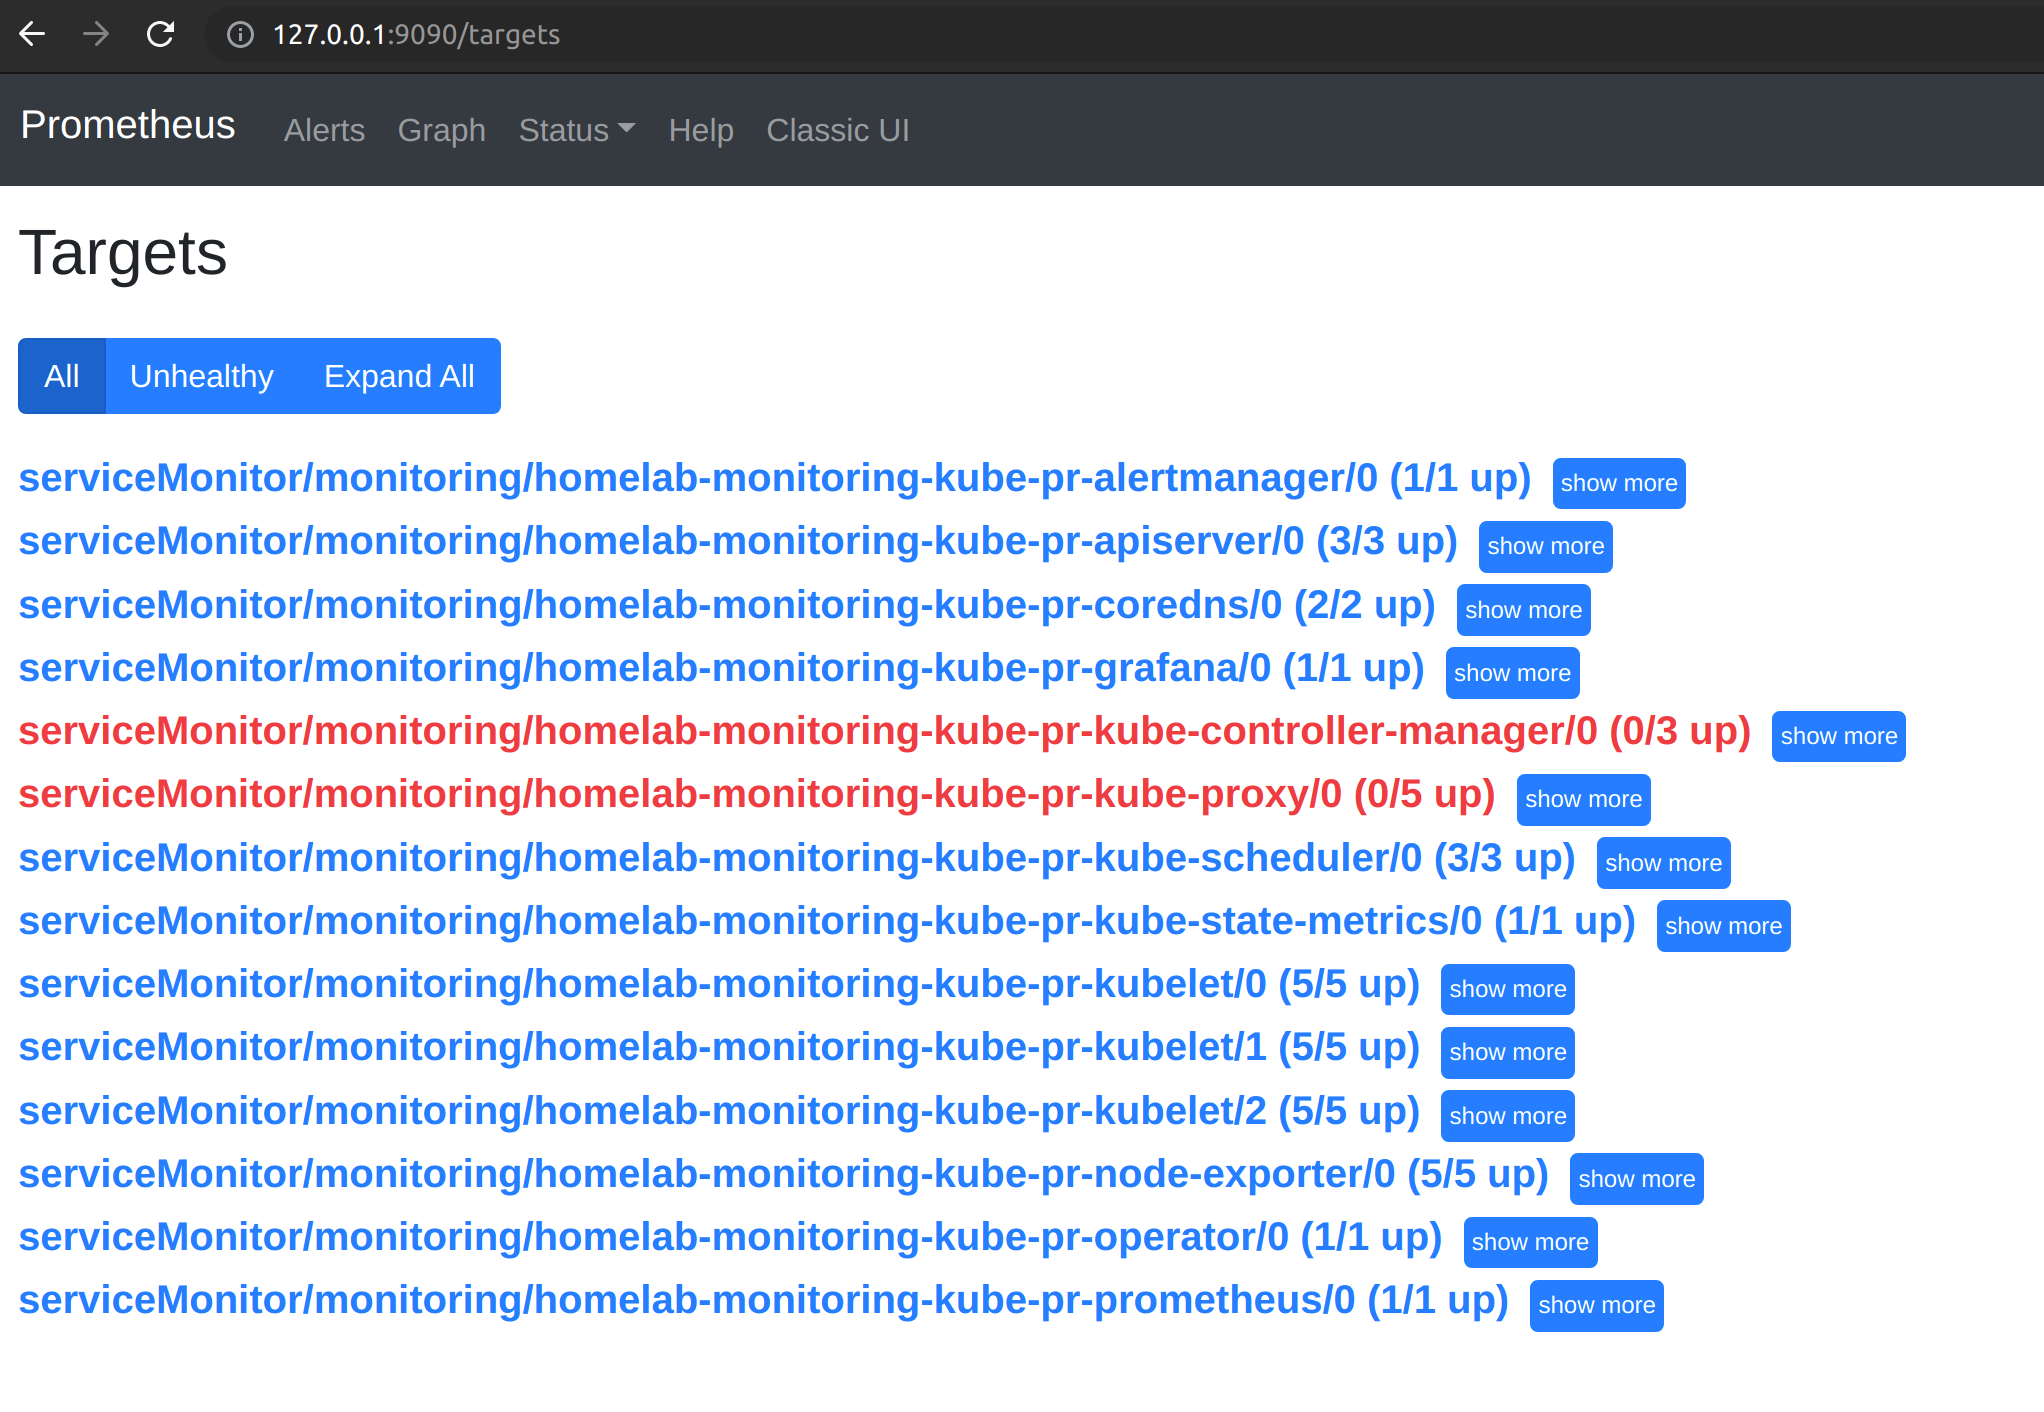 127.0.0.1:9090/targets
Prometheus Alerts Graph Status Help Classic UI
Targets
All Unhealthy Expand All
serviceMonitor/monitoring/homelab-monitoring-kube-pr-alertmanager/0 (1/1 up) show more
serviceMonitor/monitoring/homelab-monitoring-kube-pr-apiserver/0 (3/3 up) show more
serviceMonitor/monitoring/homelab-monitoring-kube-pr-coredns/0 (2/2 up) show more
serviceMonitor/monitoring/homelab-monitoring-kube-pr-grafana/0 (1/1 up) show more
serviceMonitor/monitoring/homelab-monitoring-kube-pr-kube-controller-manager/0 (0/3 up) show more
serviceMonitor/monitoring/homelab-monitoring-kube-pr-kube-proxy/0 (0/5 up) show more
serviceMonitor/monitoring/homelab-monitoring-kube-pr-kube-scheduler/0 (3/3 up) show more
serviceMonitor/monitoring/homelab-monitoring-kube-pr-kube-state-metrics/0 (1/1 up) show more
serviceMonitor/monitoring/homelab-monitoring-kube-pr-kubelet/0 (5/5 up) show more
serviceMonitor/monitoring/homelab-monitoring-kube-pr-kubelet/1 (5/5 up) show more
serviceMonitor/monitoring/homelab-monitoring-kube-pr-kubelet/2 (5/5 up) show more
serviceMonitor/monitoring/homelab-monitoring-kube-pr-node-exporter/0 (5/5 up) show more
serviceMonitor/monitoring/homelab-monitoring-kube-pr-operator/0 (1/1 up) show more
serviceMonitor/monitoring/homelab-monitoring-kube-pr-prometheus/0 (1/1 up) show more